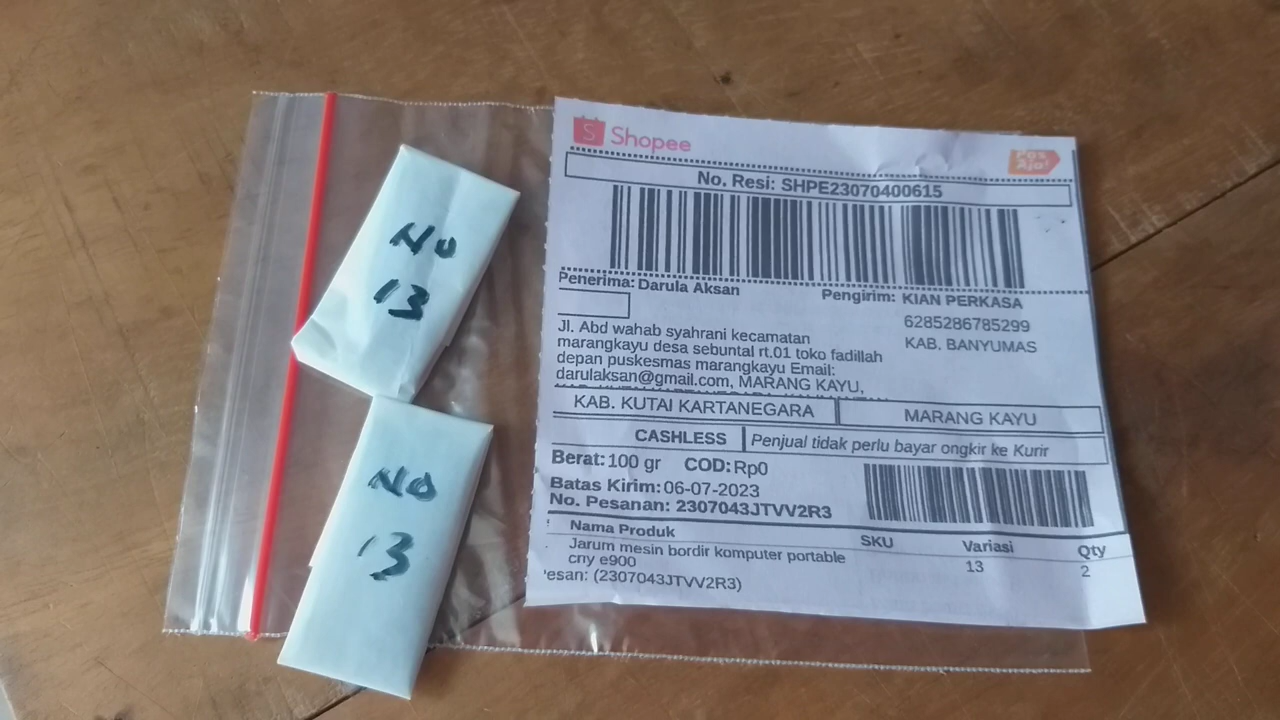 No
13
No
13
Shopee
Pos Aja!
No. Resi: SHPE23070400615
Penerima: Darula Aksan
Pengirim: KIAN PERKASA
6285286785299
KAB. BANYUMAS
Jl. Abd wahab syahrani kecamatan
marangkayu desa sebuntal rt.01 toko fadillah
depan puskesmas marangkayu Email:
darulaksan@gmail.com, MARANG KAYU,
KAB. KUTAI KARTANEGARA
MARANG KAYU
CASHLESS
Penjual tidak perlu bayar ongkir ke Kurir
Berat: 100 gr COD: Rp0
Batas Kirim: 06-07-2023
No. Pesanan: 2307043JTVV2R3
Nama Produk SKU Variasi Qty
Jarum mesin bordir komputer portable 13 2
cny e900
esan: (2307043JTVV2R3)